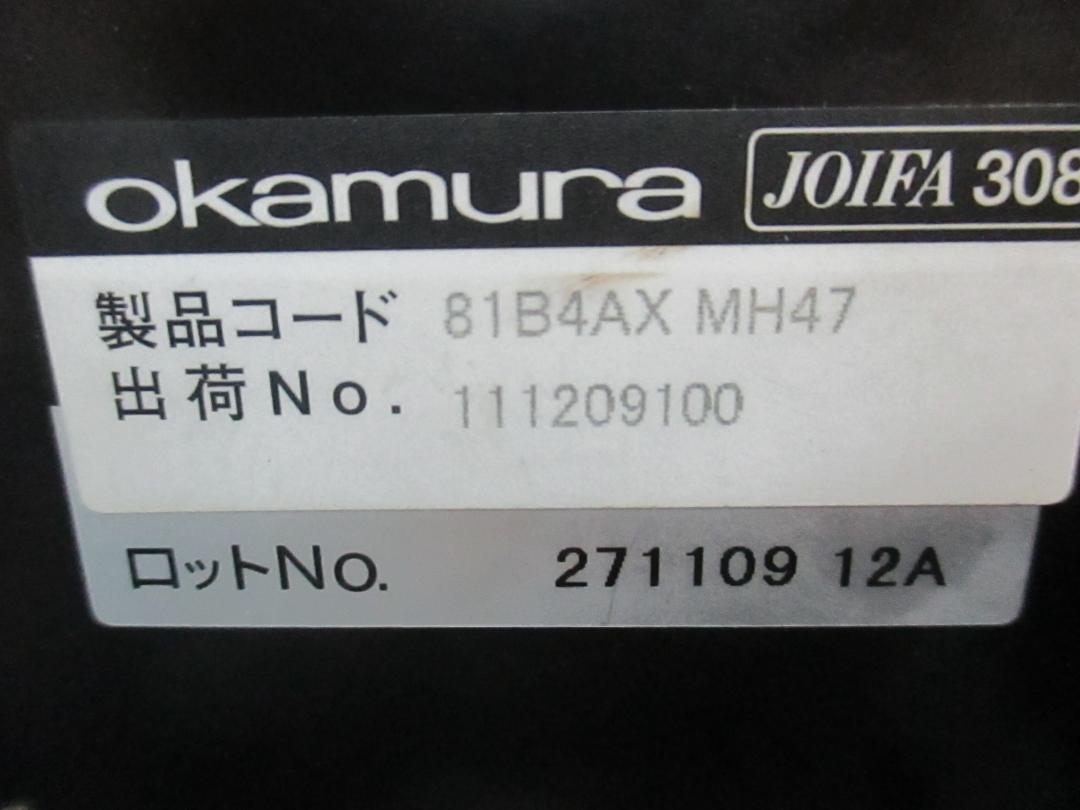 okamura JOIFA 308
製品コード 81B4AX MH47
出荷No. 111209100
ロットNo. 271109 12A